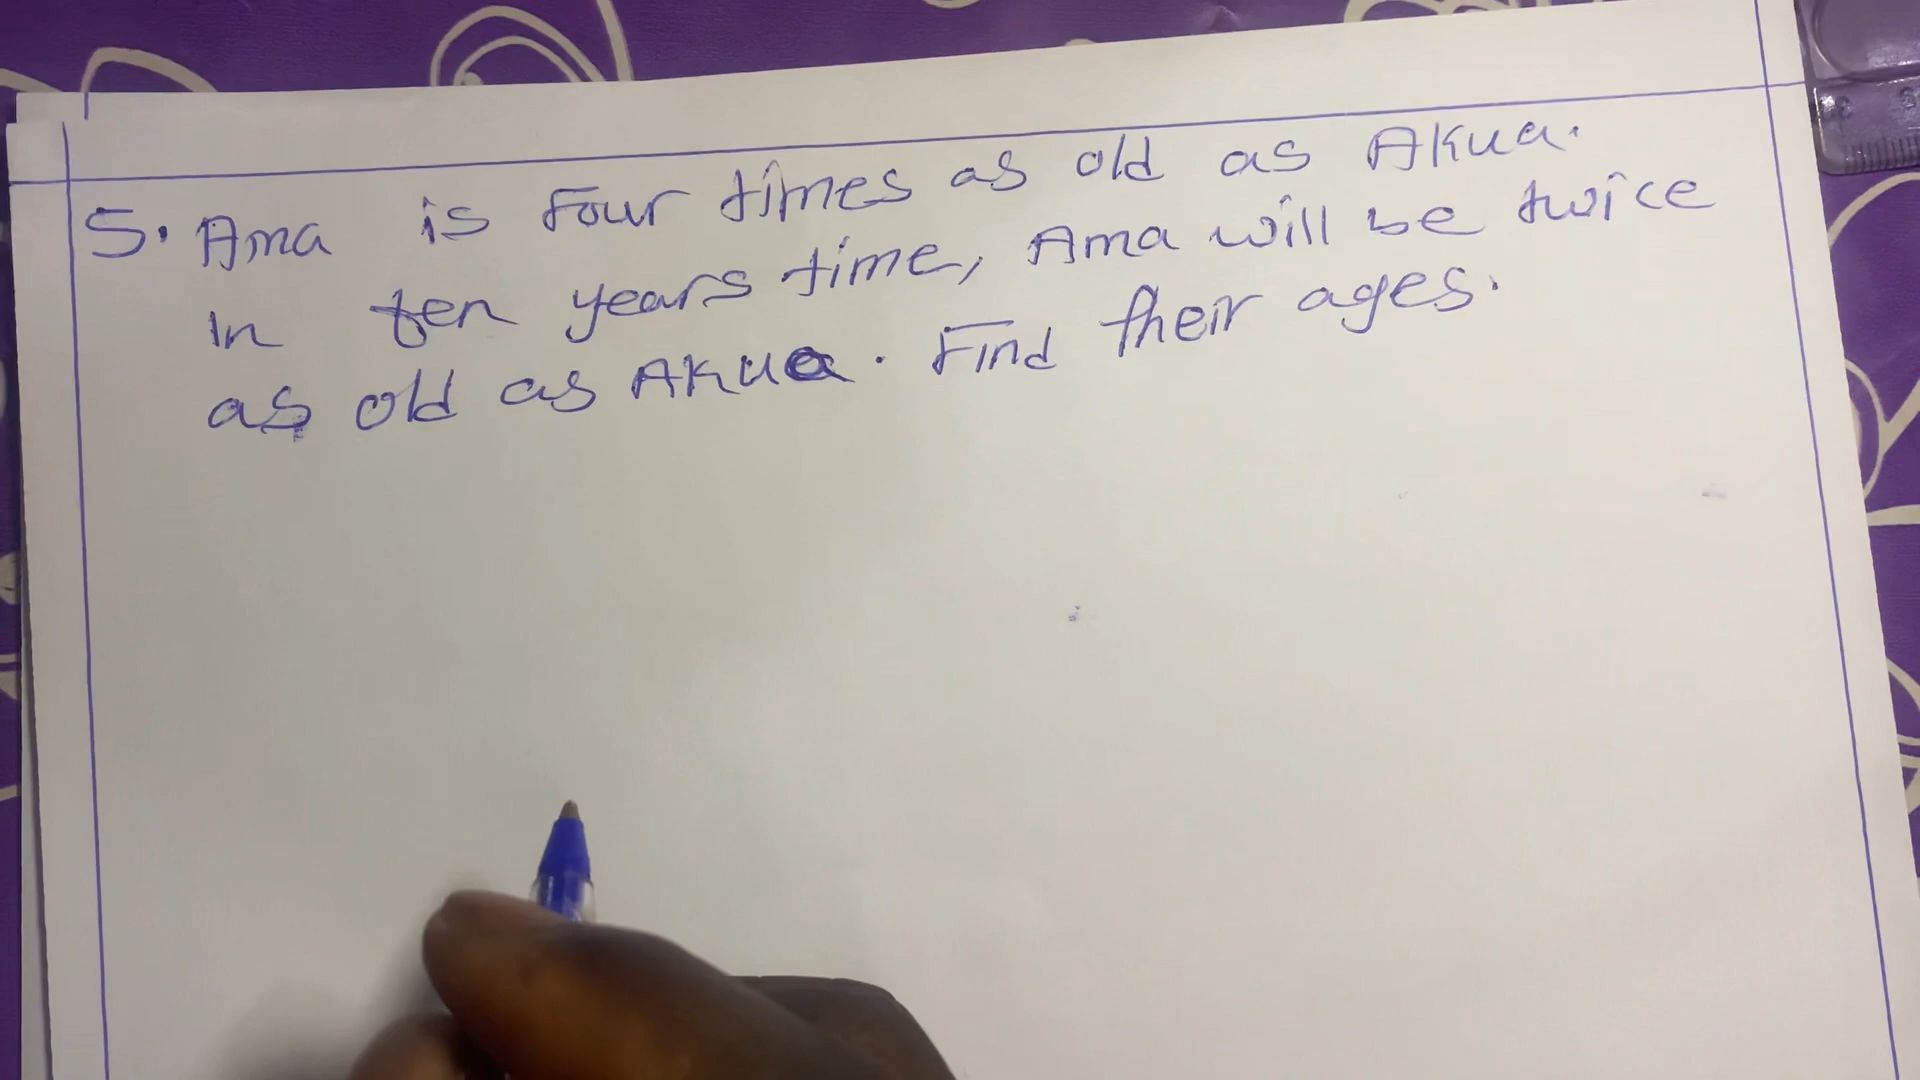 5. Ama is four times as old as Akua.
In ten years time, Ama will be twice
as old as Akua. Find their ages.